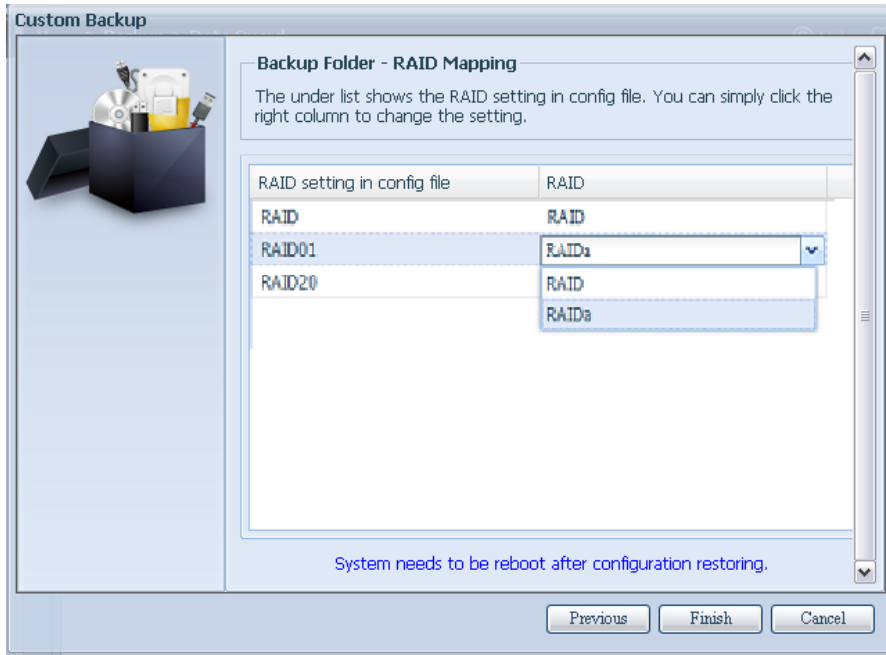 Custom Backup
Backup Folder - RAID Mapping
The under list shows the RAID setting in config file. You can simply click the
right column to change the setting.
RAID setting in config file RAID
RAID RAID
RAID01 RAIDa
RAID20 RAID
RAIDa
System needs to be reboot after configuration restoring.
Previous Finish Cancel